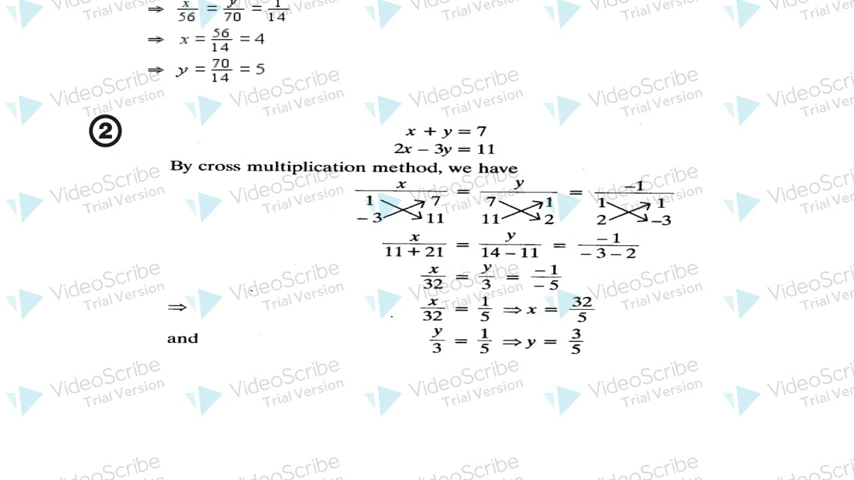 ⇒ x/56 = y/70 = 1/14
⇒ x = 56/14 = 4
⇒ y = 70/14 = 5
2
x + y = 7
2x − 3y = 11
By cross multiplication method, we have
x = y = −1
1 7 7 1 1 1
−3 11 11 2 2 −3
x/(11 + 21) = y/(14 − 11) = −1/(−3 − 2)
x/32 = y/3 = −1/−5
⇒ x/32 = 1/5 ⇒ x = 32/5
and y/3 = 1/5 ⇒ y = 3/5
VideoScribe
Trial Version